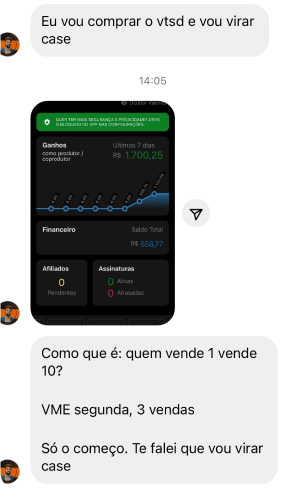 Eu vou comprar o vtsd e vou virar
case
14:05
Ocultar valores
QUER TER MAIS SEGURANÇA E PRIVACIDADE? ATIVE
O BLOQUEIO DO APP NAS CONFIGURAÇÕES.
Ganhos
Ultimos 7 dias
como produtor /
coprodutor
R$ 1.700,25
Financeiro
Saldo Total
R$ 558,77
Afiliados
0
Pendentes
Assinaturas
0 Ativas
0 Atrasadas
Como que é: quem vende 1 vende
10?
VME segunda, 3 vendas
Só o começo. Te falei que vou virar
case